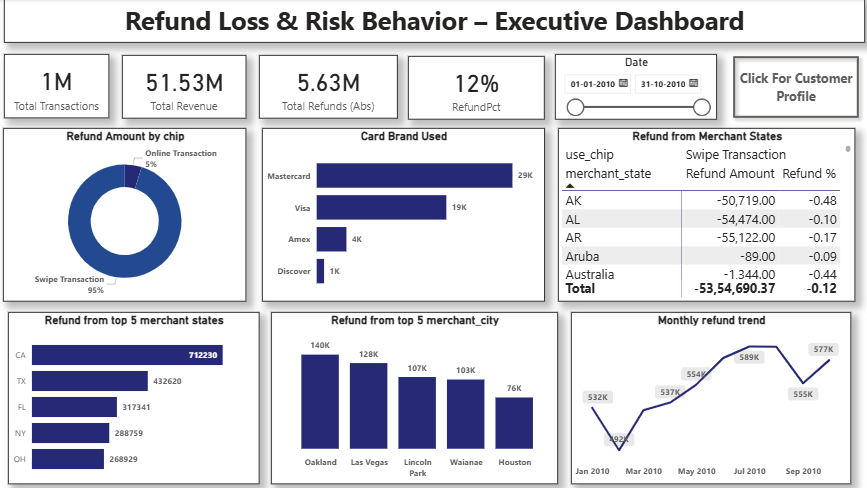 Refund Loss & Risk Behavior – Executive Dashboard
1M
Total Transactions
51.53M
Total Revenue
5.63M
Total Refunds (Abs)
12%
RefundPct
Date
01-01-2010
31-10-2010
Click For Customer
Profile
Refund Amount by chip
Online Transaction
5%
Swipe Transaction
95%
Card Brand Used
Mastercard 29K
Visa 19K
Amex 4K
Discover 1K
Refund from Merchant States
use_chip Swipe Transaction
merchant_state Refund Amount Refund %
AK -50,719.00 -0.48
AL -54,474.00 -0.10
AR -55,122.00 -0.17
Aruba -89.00 -0.09
Australia -1,344.00 -0.44
Total -53,54,690.37 -0.12
Refund from top 5 merchant states
CA 712230
TX 432620
FL 317341
NY 288759
OH 268929
Refund from top 5 merchant_city
140K
128K
107K
103K
76K
Oakland Las Vegas Lincoln Waianae Houston
Park
Monthly refund trend
532K
492K
537K
554K
589K
555K
577K
Jan 2010 Mar 2010 May 2010 Jul 2010 Sep 2010